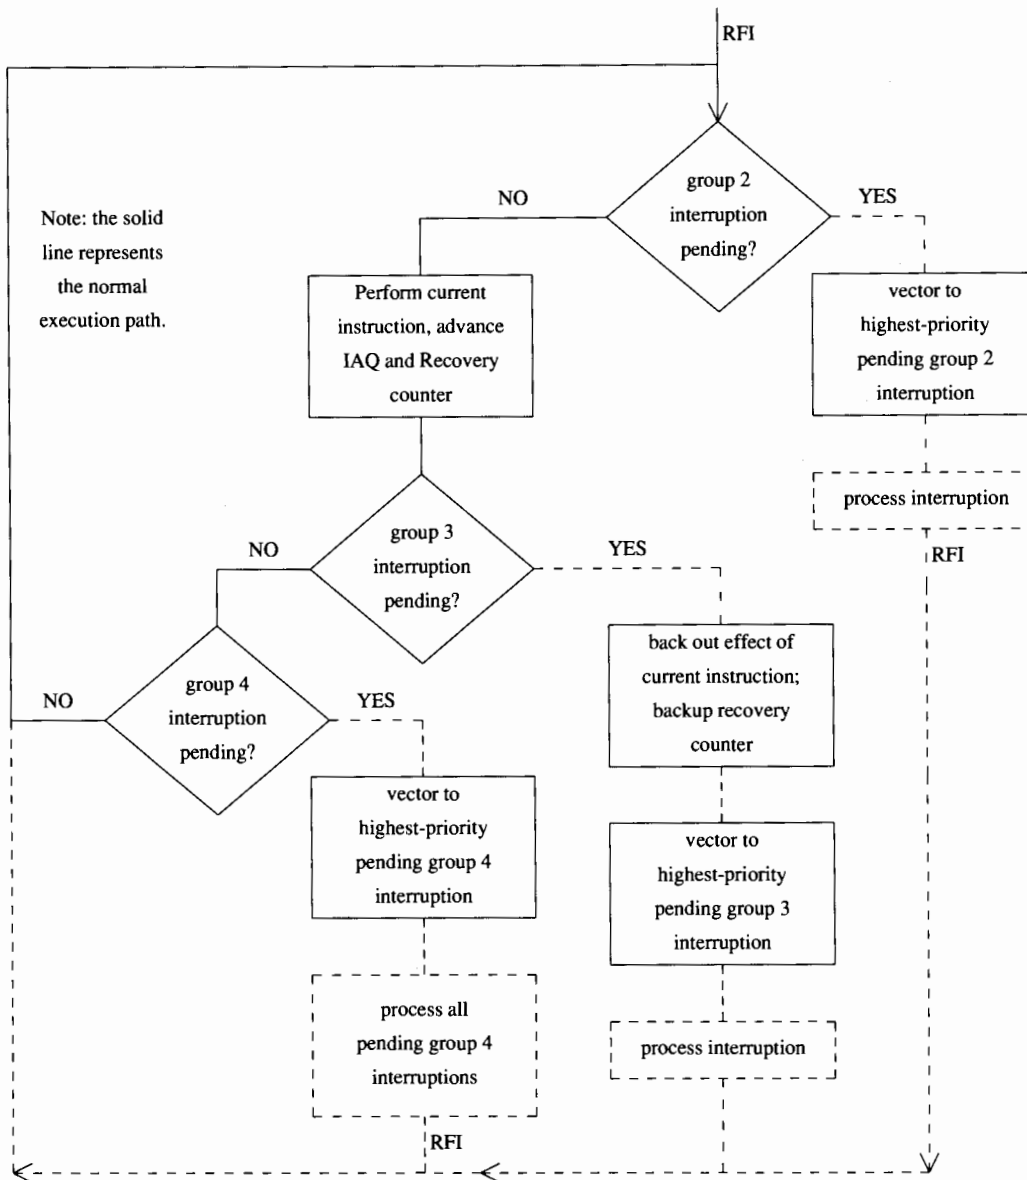 RFI
group 2
interruption
pending?
NO
YES
Note: the solid
line represents
the normal
execution path.
Perform current
instruction, advance
IAQ and Recovery
counter
vector to
highest-priority
pending group 2
interruption
process interruption
RFI
group 3
interruption
pending?
NO
YES
group 4
interruption
pending?
NO
YES
back out effect of
current instruction;
backup recovery
counter
vector to
highest-priority
pending group 4
interruption
vector to
highest-priority
pending group 3
interruption
process all
pending group 4
interruptions
process interruption
RFI